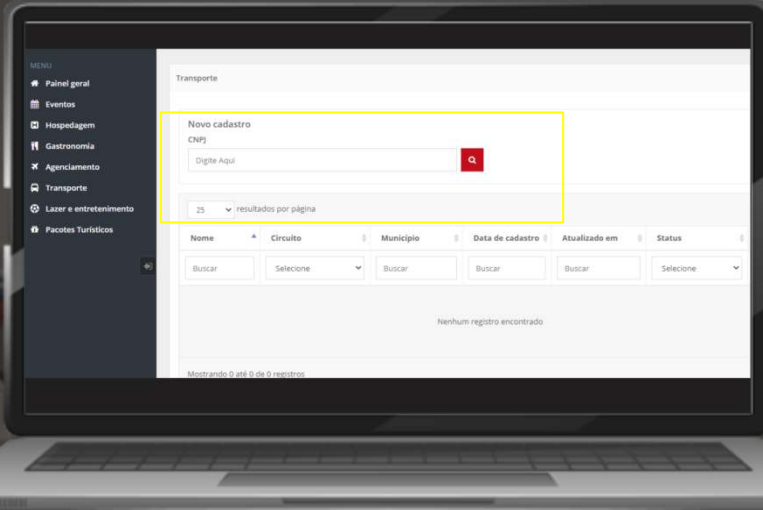 MENU
Painel geral
Eventos
Hospedagem
Gastronomia
Agenciamento
Transporte
Lazer e entretenimento
Pacotes Turísticos
Transporte
Novo cadastro
CNPJ
Digite Aqui
25 resultados por página
Nome Circuito Município Data de cadastro Atualizado em Status
Buscar Selecione Buscar Buscar Buscar Selecione
Nenhum registro encontrado
Mostrando 0 até 0 de 0 registros